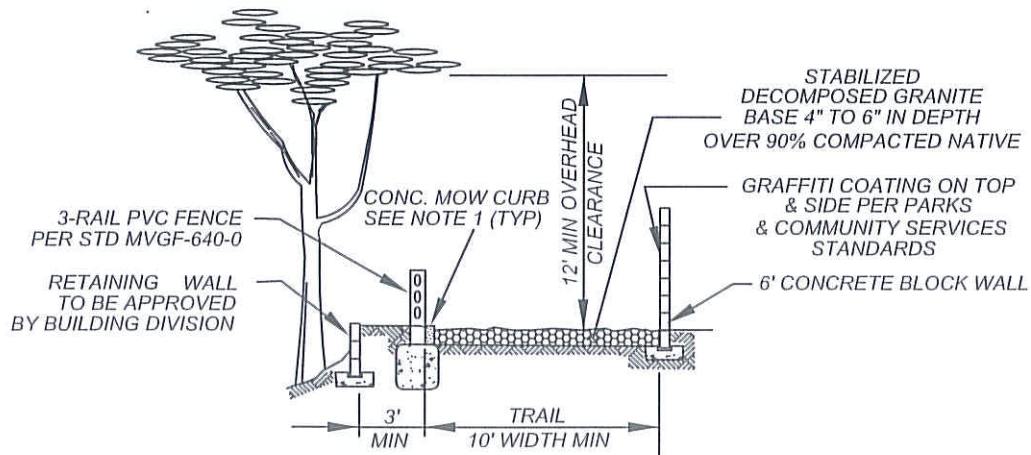 STABILIZED
DECOMPOSED GRANITE
BASE 4" TO 6" IN DEPTH
OVER 90% COMPACTED NATIVE
12' MIN OVERHEAD
CLEARANCE
CONC. MOW CURB
SEE NOTE 1 (TYP)
3-RAIL PVC FENCE
PER STD MVGF-640-0
GRAFFITI COATING ON TOP
& SIDE PER PARKS
& COMMUNITY SERVICES
STANDARDS
RETAINING WALL
TO BE APPROVED
BY BUILDING DIVISION
6' CONCRETE BLOCK WALL
3'
MIN
TRAIL
10' WIDTH MIN